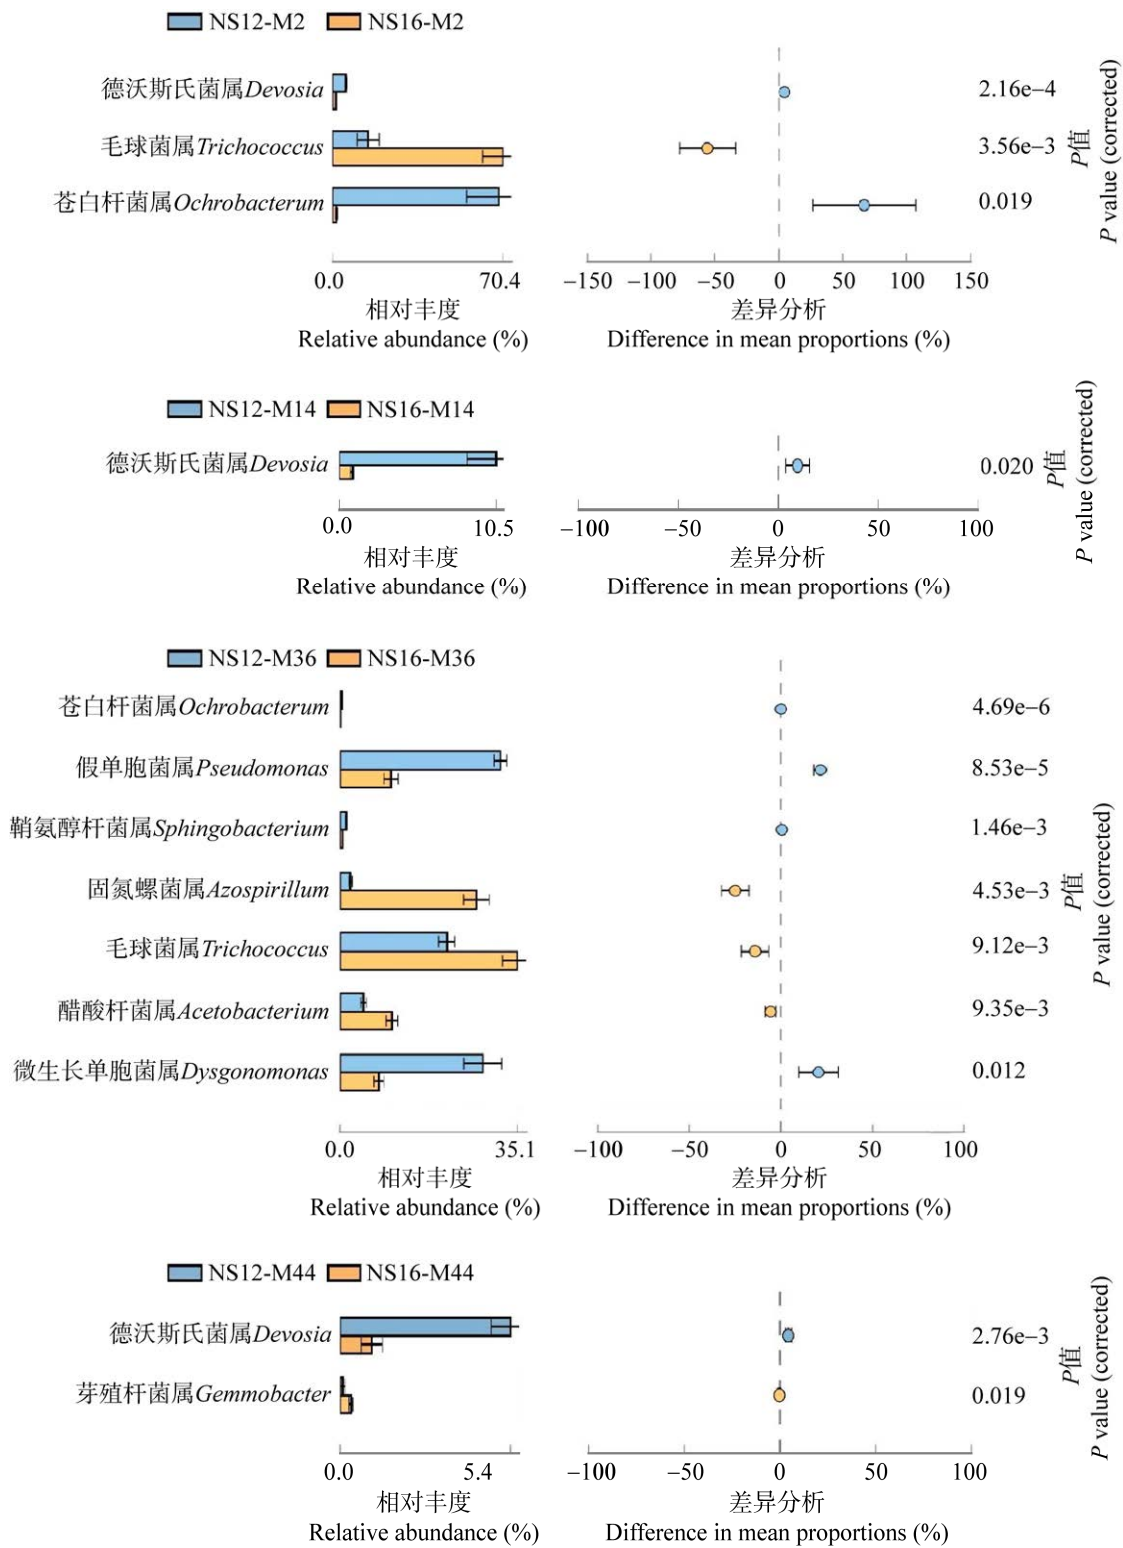 NS12-M2 NS16-M2
德沃斯氏菌属Devosia 2.16e−4
毛球菌属Trichococcus 3.56e−3
苍白杆菌属Ochrobacterum 0.019
P值
P value (corrected)
0.0 70.4 −150 −100 −50 0 50 100 150
相对丰度 差异分析
Relative abundance (%) Difference in mean proportions (%)
NS12-M14 NS16-M14
德沃斯氏菌属Devosia 0.020
P值
P value (corrected)
0.0 10.5 −100 −50 0 50 100
相对丰度 差异分析
Relative abundance (%) Difference in mean proportions (%)
NS12-M36 NS16-M36
苍白杆菌属Ochrobacterum 4.69e−6
假单胞菌属Pseudomonas 8.53e−5
鞘氨醇杆菌属Sphingobacterium 1.46e−3
固氮螺菌属Azospirillum 4.53e−3
毛球菌属Trichococcus 9.12e−3
醋酸杆菌属Acetobacterium 9.35e−3
微生长单胞菌属Dysgonomonas 0.012
P值
P value (corrected)
0.0 35.1 −100 −50 0 50 100
相对丰度 差异分析
Relative abundance (%) Difference in mean proportions (%)
NS12-M44 NS16-M44
德沃斯氏菌属Devosia 2.76e−3
芽殖杆菌属Gemmobacter 0.019
P值
P value (corrected)
0.0 5.4 −100 −50 0 50 100
相对丰度 差异分析
Relative abundance (%) Difference in mean proportions (%)